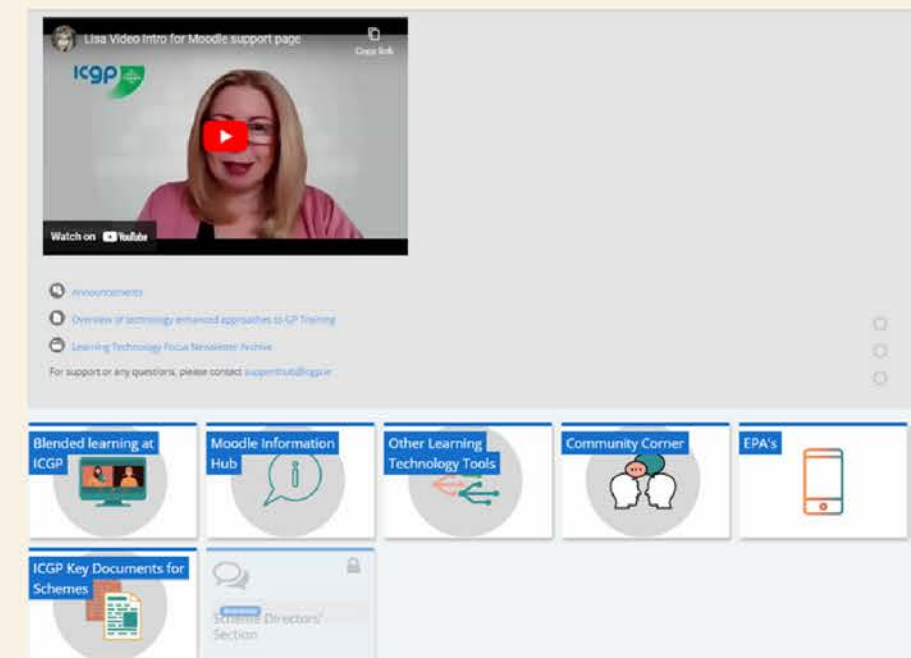 Lisa Video Intro for Moodle support page
Copy link
ICGP
Watch on YouTube
Announcements
Overview of technology enhanced approaches to GP Training
Learning Technology Focus Newsletter Archive
For support or any questions, please contact supporthub@icgp.ie
Blended learning at
ICGP
Moodle Information
Hub
Other Learning
Technology Tools
Community Corner
EPA's
ICGP Key Documents for
Schemes
Scheme Directors'
Section